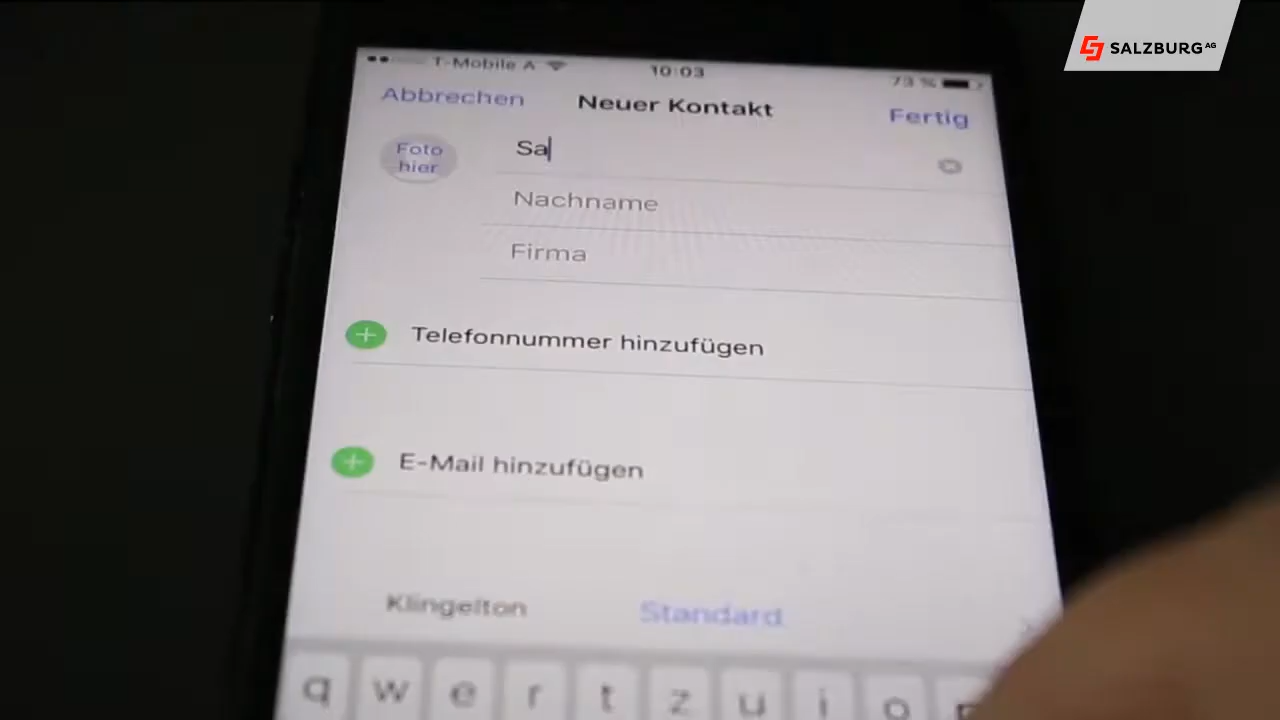 SALZBURG AG
T-Mobile A 10:03 73 %
Abbrechen Neuer Kontakt Fertig
Foto
hier
Sa
Nachname
Firma
Telefonnummer hinzufügen
E-Mail hinzufügen
Klingelton Standard
q w e r t z u i o p